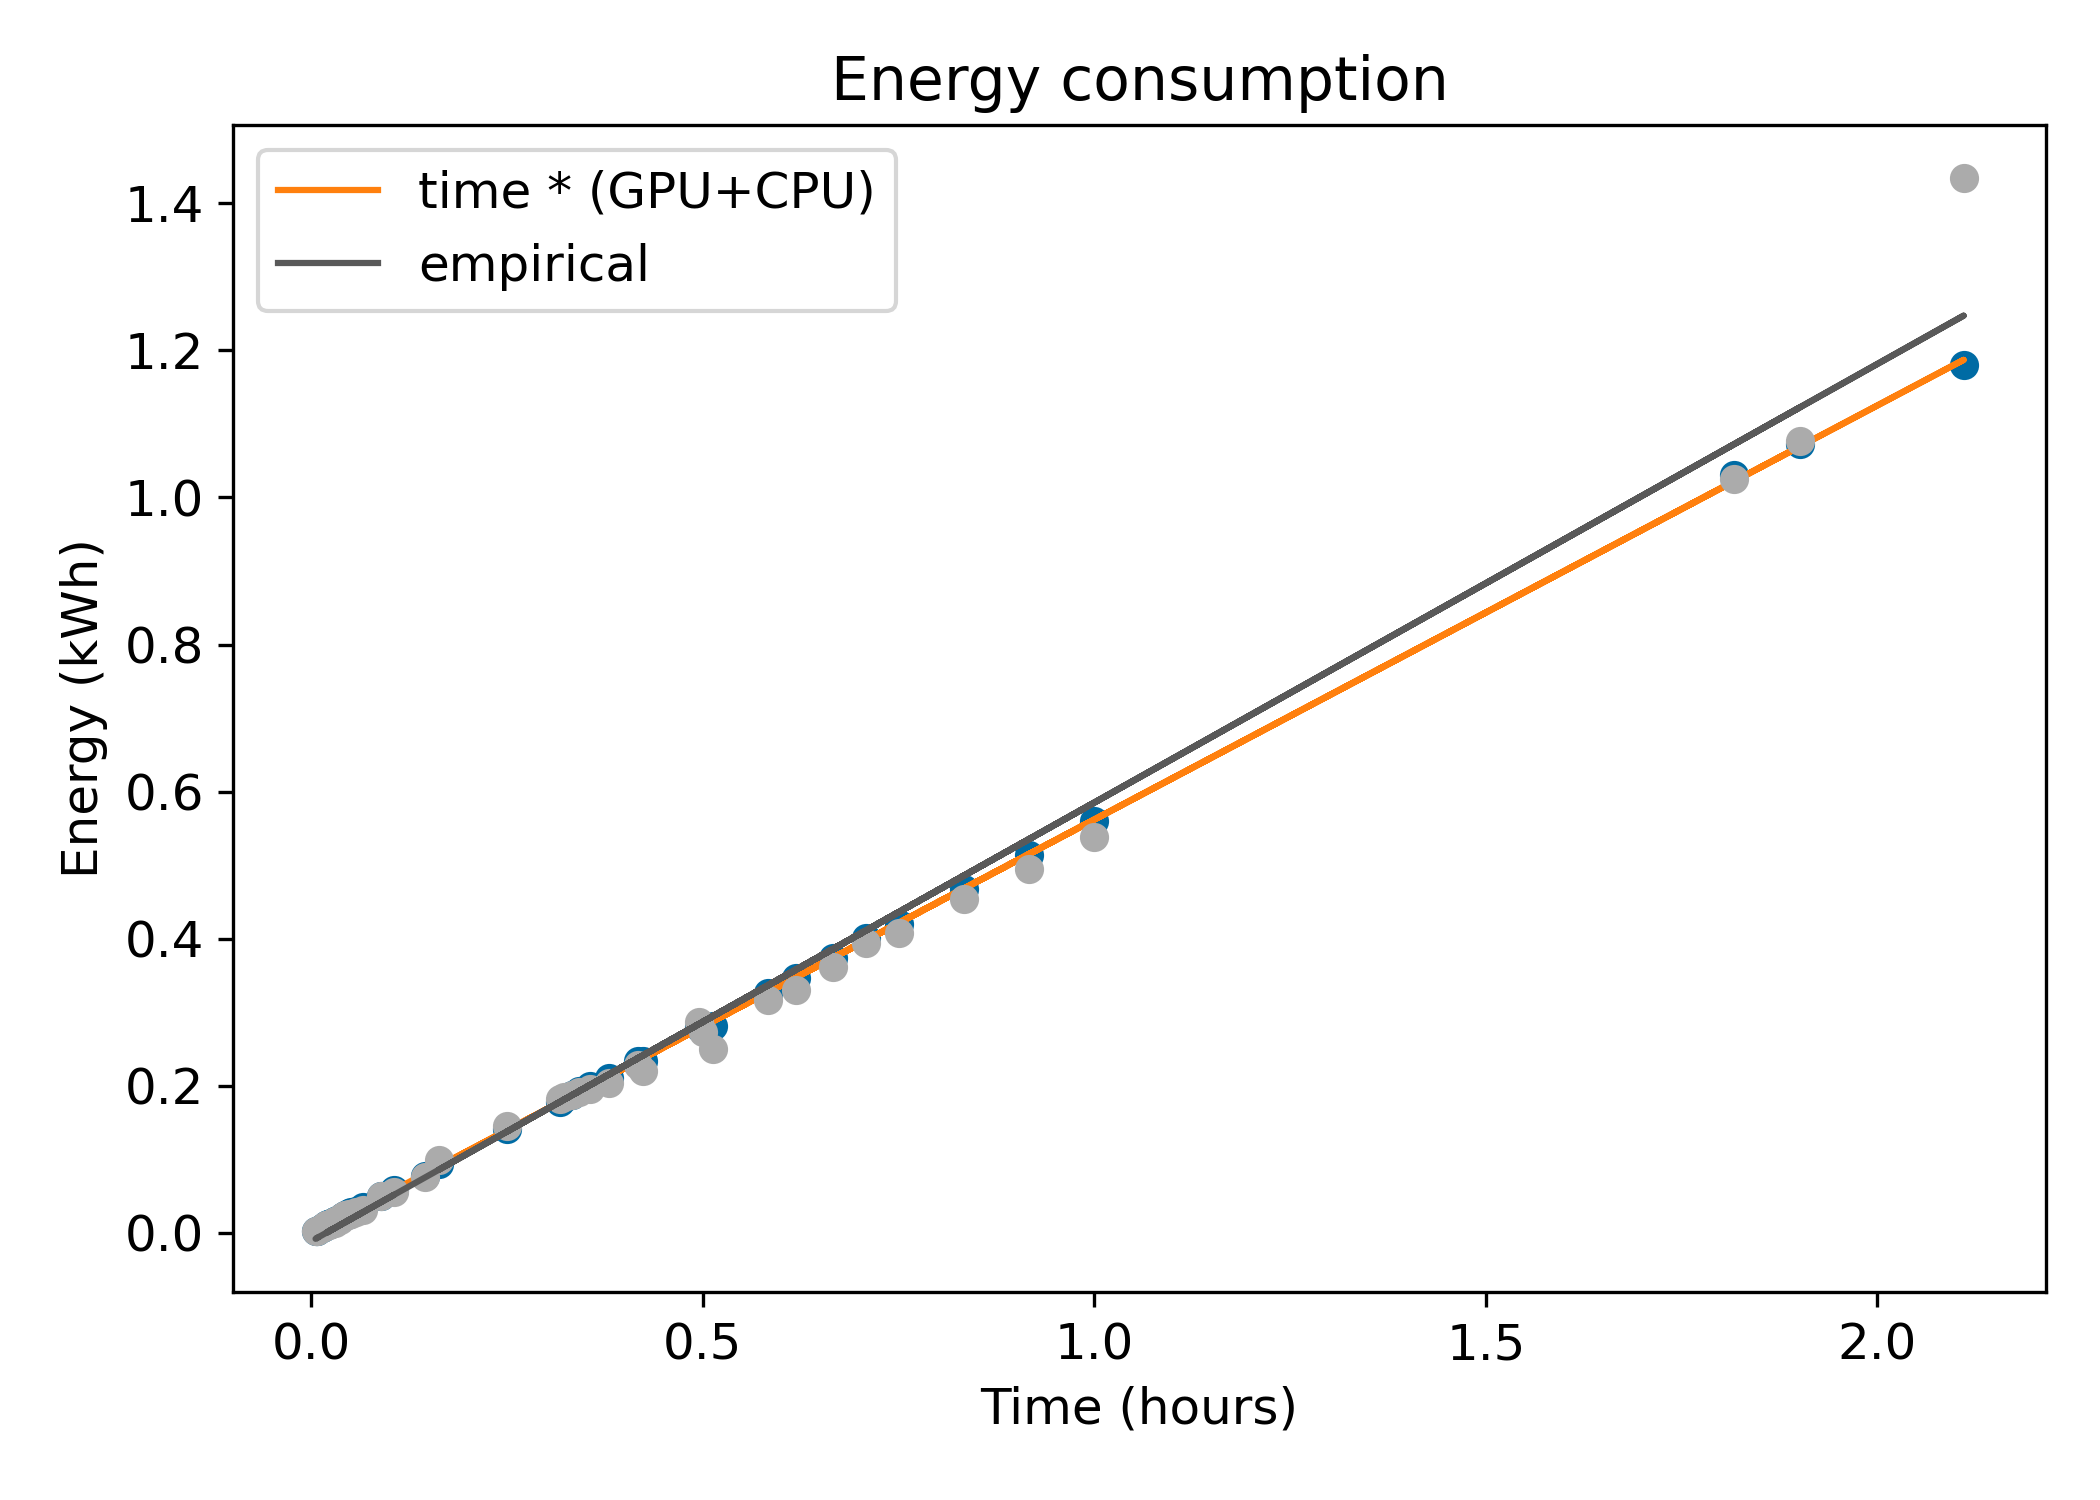 Energy consumption
time * (GPU+CPU)
empirical
1.4
1.2
1.0
0.8
0.6
0.4
0.2
0.0
Energy (kWh)
0.0 0.5 1.0 1.5 2.0
Time (hours)